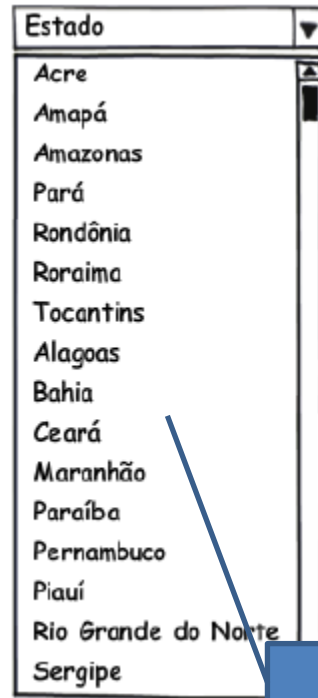 Estado
Acre
Amapá
Amazonas
Pará
Rondônia
Roraima
Tocantins
Alagoas
Bahia
Ceará
Maranhão
Paraíba
Pernambuco
Piauí
Rio Grande do Norte
Sergipe